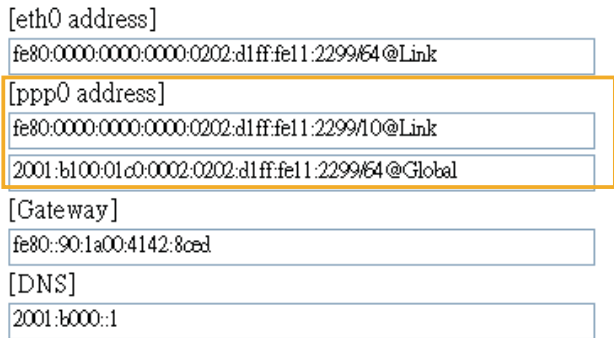 [eth0 address]
fe80:0000:0000:0000:0202:d1ff:fe11:2299/64@Link
[ppp0 address]
fe80:0000:0000:0000:0202:d1ff:fe11:2299/10@Link
2001:b100:01c0:0002:0202:d1ff:fe11:2299/64@Global
[Gateway]
fe80::90:1a00:4142:8ced
[DNS]
2001:b000::1